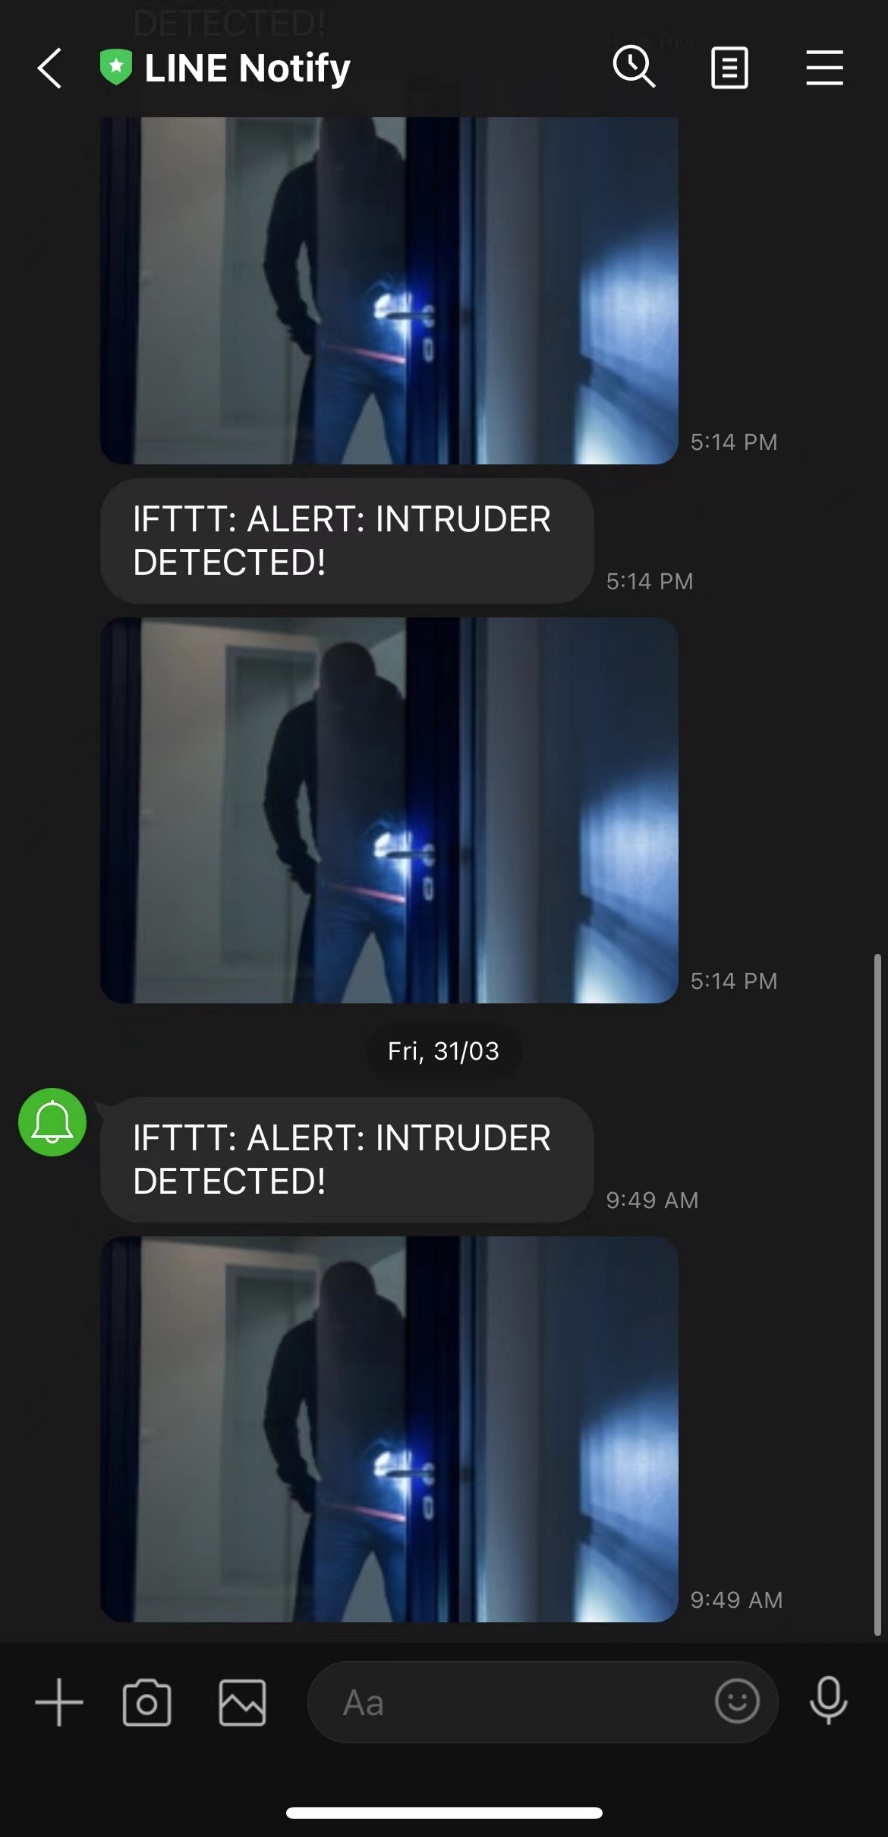 DETECTED!
LINE Notify
5:14 PM
IFTTT: ALERT: INTRUDER
DETECTED!
5:14 PM
5:14 PM
Fri, 31/03
IFTTT: ALERT: INTRUDER
DETECTED!
9:49 AM
9:49 AM
Aa